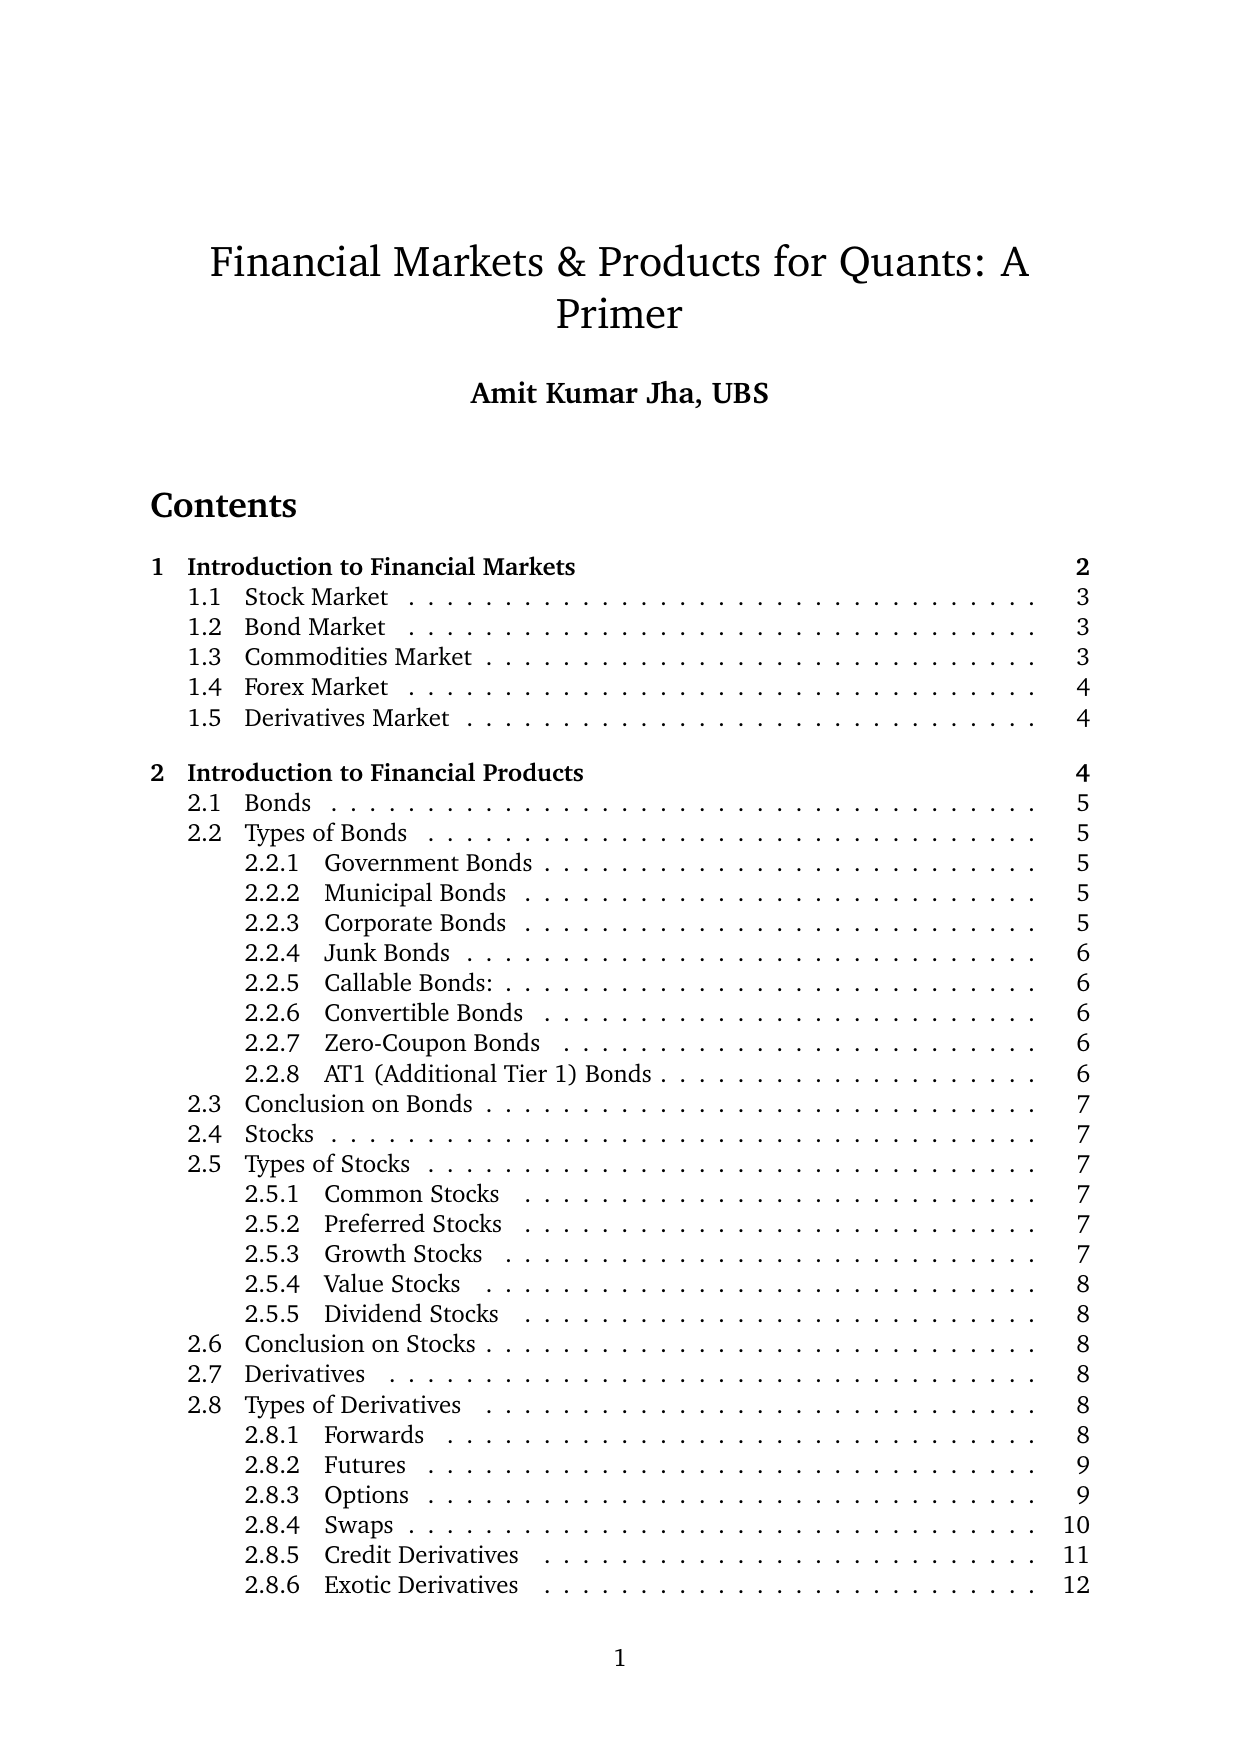 Financial Markets & Products for Quants: A
Primer
Amit Kumar Jha, UBS
Contents
1 Introduction to Financial Markets 2
1.1 Stock Market . . . . . . . . . . . . . . . . . . . . . . . . . . . . . . . . . 3
1.2 Bond Market . . . . . . . . . . . . . . . . . . . . . . . . . . . . . . . . . 3
1.3 Commodities Market . . . . . . . . . . . . . . . . . . . . . . . . . . . . . 3
1.4 Forex Market . . . . . . . . . . . . . . . . . . . . . . . . . . . . . . . . . 4
1.5 Derivatives Market . . . . . . . . . . . . . . . . . . . . . . . . . . . . . . 4
2 Introduction to Financial Products 4
2.1 Bonds . . . . . . . . . . . . . . . . . . . . . . . . . . . . . . . . . . . . . 5
2.2 Types of Bonds . . . . . . . . . . . . . . . . . . . . . . . . . . . . . . . . 5
2.2.1 Government Bonds . . . . . . . . . . . . . . . . . . . . . . . . . . 5
2.2.2 Municipal Bonds . . . . . . . . . . . . . . . . . . . . . . . . . . . 5
2.2.3 Corporate Bonds . . . . . . . . . . . . . . . . . . . . . . . . . . . 5
2.2.4 Junk Bonds . . . . . . . . . . . . . . . . . . . . . . . . . . . . . . 6
2.2.5 Callable Bonds: . . . . . . . . . . . . . . . . . . . . . . . . . . . . 6
2.2.6 Convertible Bonds . . . . . . . . . . . . . . . . . . . . . . . . . . 6
2.2.7 Zero-Coupon Bonds . . . . . . . . . . . . . . . . . . . . . . . . . 6
2.2.8 AT1 (Additional Tier 1) Bonds . . . . . . . . . . . . . . . . . . . . 6
2.3 Conclusion on Bonds . . . . . . . . . . . . . . . . . . . . . . . . . . . . . 7
2.4 Stocks . . . . . . . . . . . . . . . . . . . . . . . . . . . . . . . . . . . . . 7
2.5 Types of Stocks . . . . . . . . . . . . . . . . . . . . . . . . . . . . . . . . 7
2.5.1 Common Stocks . . . . . . . . . . . . . . . . . . . . . . . . . . . 7
2.5.2 Preferred Stocks . . . . . . . . . . . . . . . . . . . . . . . . . . . 7
2.5.3 Growth Stocks . . . . . . . . . . . . . . . . . . . . . . . . . . . . 7
2.5.4 Value Stocks . . . . . . . . . . . . . . . . . . . . . . . . . . . . . 8
2.5.5 Dividend Stocks . . . . . . . . . . . . . . . . . . . . . . . . . . . 8
2.6 Conclusion on Stocks . . . . . . . . . . . . . . . . . . . . . . . . . . . . . 8
2.7 Derivatives . . . . . . . . . . . . . . . . . . . . . . . . . . . . . . . . . . 8
2.8 Types of Derivatives . . . . . . . . . . . . . . . . . . . . . . . . . . . . . 8
2.8.1 Forwards . . . . . . . . . . . . . . . . . . . . . . . . . . . . . . . 8
2.8.2 Futures . . . . . . . . . . . . . . . . . . . . . . . . . . . . . . . . 9
2.8.3 Options . . . . . . . . . . . . . . . . . . . . . . . . . . . . . . . . 9
2.8.4 Swaps . . . . . . . . . . . . . . . . . . . . . . . . . . . . . . . . . 10
2.8.5 Credit Derivatives . . . . . . . . . . . . . . . . . . . . . . . . . . 11
2.8.6 Exotic Derivatives . . . . . . . . . . . . . . . . . . . . . . . . . . 12
1